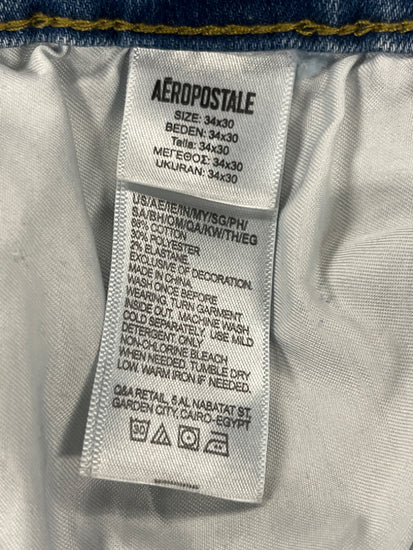 AÉROPOSTALE
SIZE: 34x30
BEDEN: 34x30
Talla: 34x30
ΜΕΓΕΘΟΣ: 34x30
UKURAN: 34x30
US/AE/IE/IN/MY/SG/PH/
SA/BH/OM/QA/KW/TH/EG
68% COTTON
30% POLYESTER
2% ELASTANE.
EXCLUSIVE OF DECORATION.
MADE IN CHINA.
WASH ONCE BEFORE
WEARING. TURN GARMENT
INSIDE OUT. MACHINE WASH
COLD SEPARATELY. USE MILD
DETERGENT. ONLY
NON-CHLORINE BLEACH
WHEN NEEDED. TUMBLE DRY
LOW. WARM IRON IF NEEDED.
Q&A RETAIL, 5 AL NABATAT ST.
GARDEN CITY, CAIRO-EGYPT
30